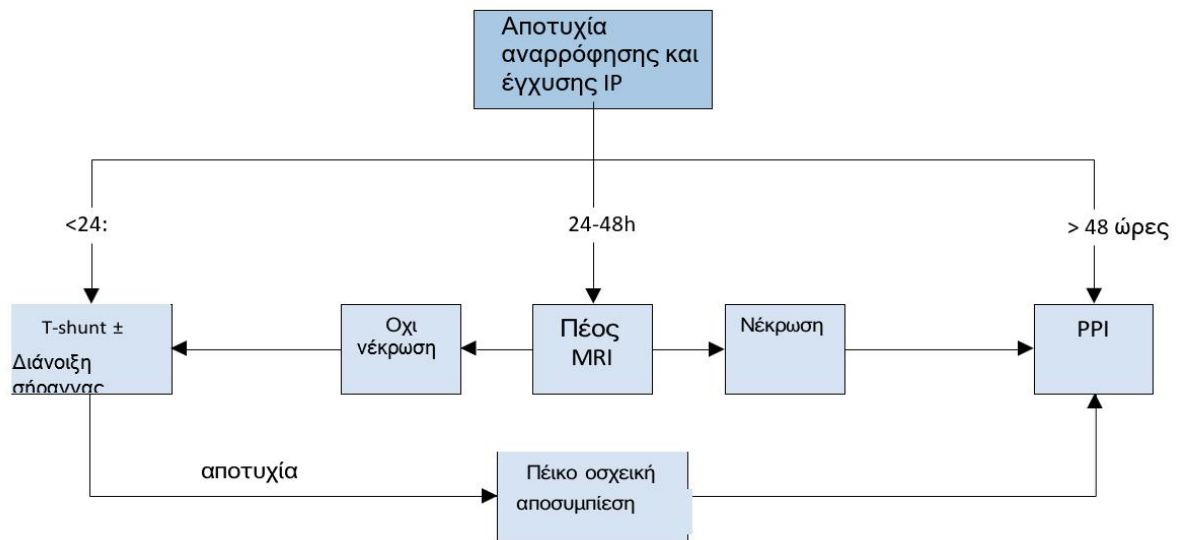 Αποτυχία
αναρρόφησης και
έγχυσης IP
<24:
24-48h
> 48 ώρες
T-shunt ±
Διάνοιξη
σήραγγας
Οχι
νέκρωση
Πέος
MRI
Νέκρωση
PPI
αποτυχία
Πέικο οσχεική
αποσυμπίεση